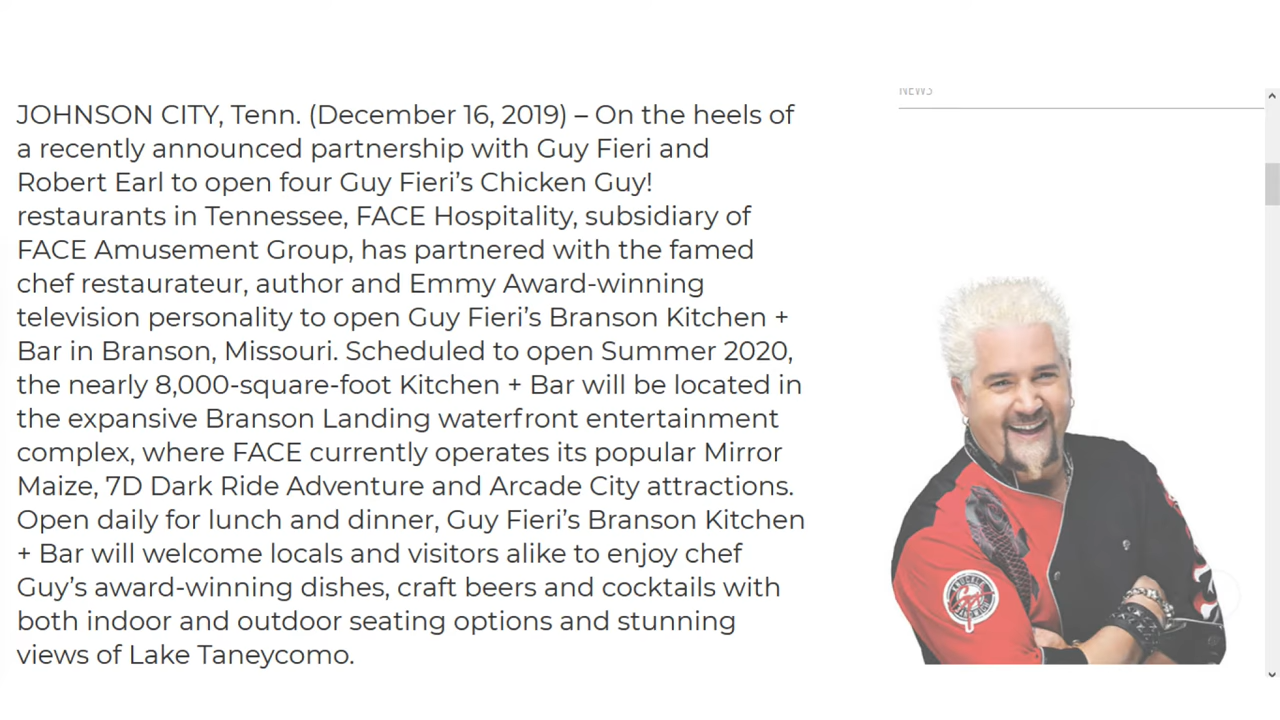 NEWS
JOHNSON CITY, Tenn. (December 16, 2019) – On the heels of
a recently announced partnership with Guy Fieri and
Robert Earl to open four Guy Fieri’s Chicken Guy!
restaurants in Tennessee, FACE Hospitality, subsidiary of
FACE Amusement Group, has partnered with the famed
chef restaurateur, author and Emmy Award-winning
television personality to open Guy Fieri’s Branson Kitchen +
Bar in Branson, Missouri. Scheduled to open Summer 2020,
the nearly 8,000-square-foot Kitchen + Bar will be located in
the expansive Branson Landing waterfront entertainment
complex, where FACE currently operates its popular Mirror
Maize, 7D Dark Ride Adventure and Arcade City attractions.
Open daily for lunch and dinner, Guy Fieri’s Branson Kitchen
+ Bar will welcome locals and visitors alike to enjoy chef
Guy’s award-winning dishes, craft beers and cocktails with
both indoor and outdoor seating options and stunning
views of Lake Taneycomo.